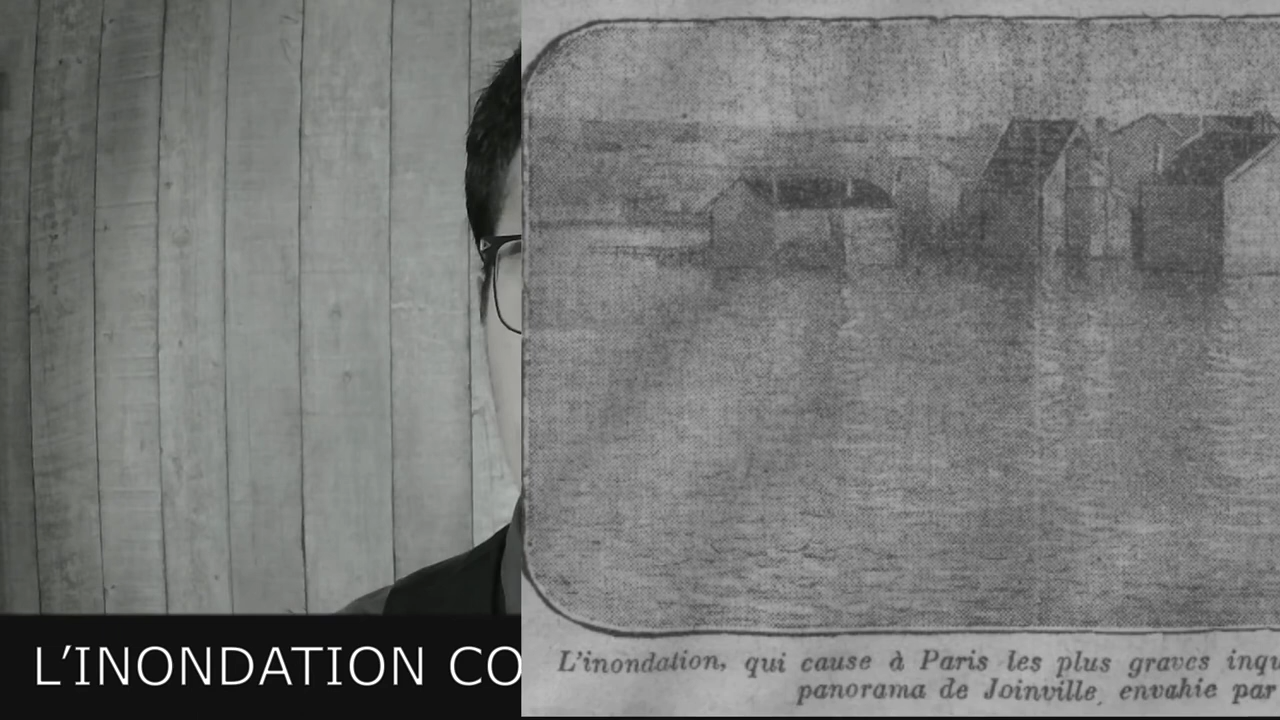 L'INONDATION CO
L'inondation, qui cause à Paris les plus graves inqu
panorama de Joinville, envahie par